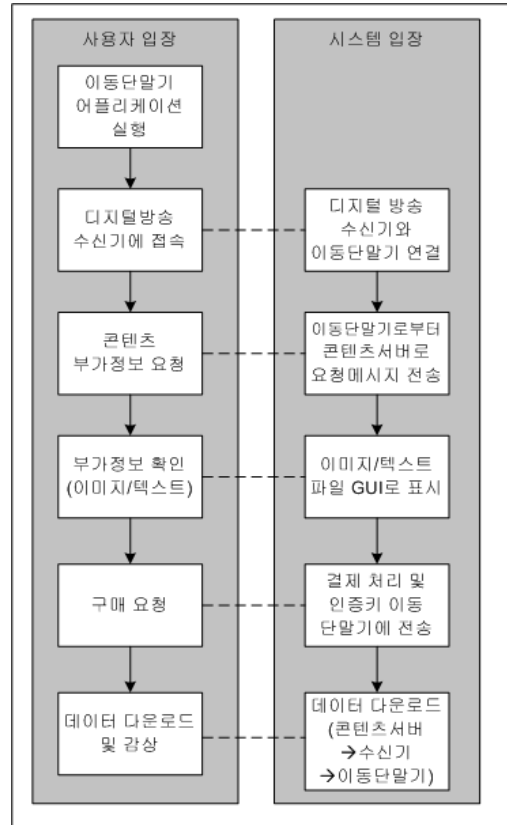 사용자 입장
이동단말기
어플리케이션
실행
디지털방송
수신기에 접속
콘텐츠
부가정보 요청
부가정보 확인
(이미지/텍스트)
구매 요청
데이터 다운로드
및 감상
시스템 입장
디지털 방송
수신기와
이동단말기 연결
이동단말기로부터
콘텐츠서버로
요청메시지 전송
이미지/텍스트
파일 GUI로 표시
결제 처리 및
인증키 이동
단말기에 전송
데이터 다운로드
(콘텐츠서버
→수신기
→이동단말기)